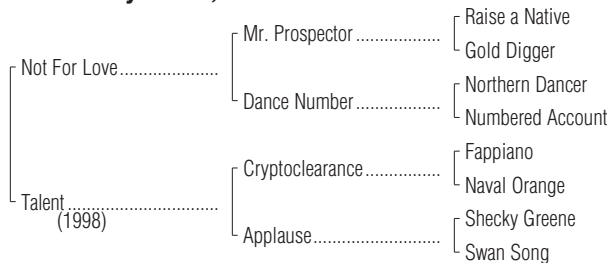 Raise a Native
Mr. Prospector ..................
Gold Digger
Not For Love.....................
Northern Dancer
Dance Number ..................
Numbered Account
Fappiano
Cryptoclearance................
Naval Orange
Talent ................................
(1998)
Shecky Greene
Applause...........................
Swan Song